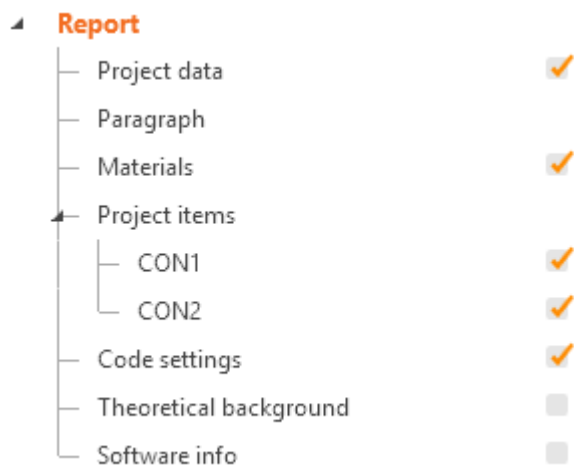 Report
Project data
Paragraph
Materials
Project items
CON1
CON2
Code settings
Theoretical background
Software info